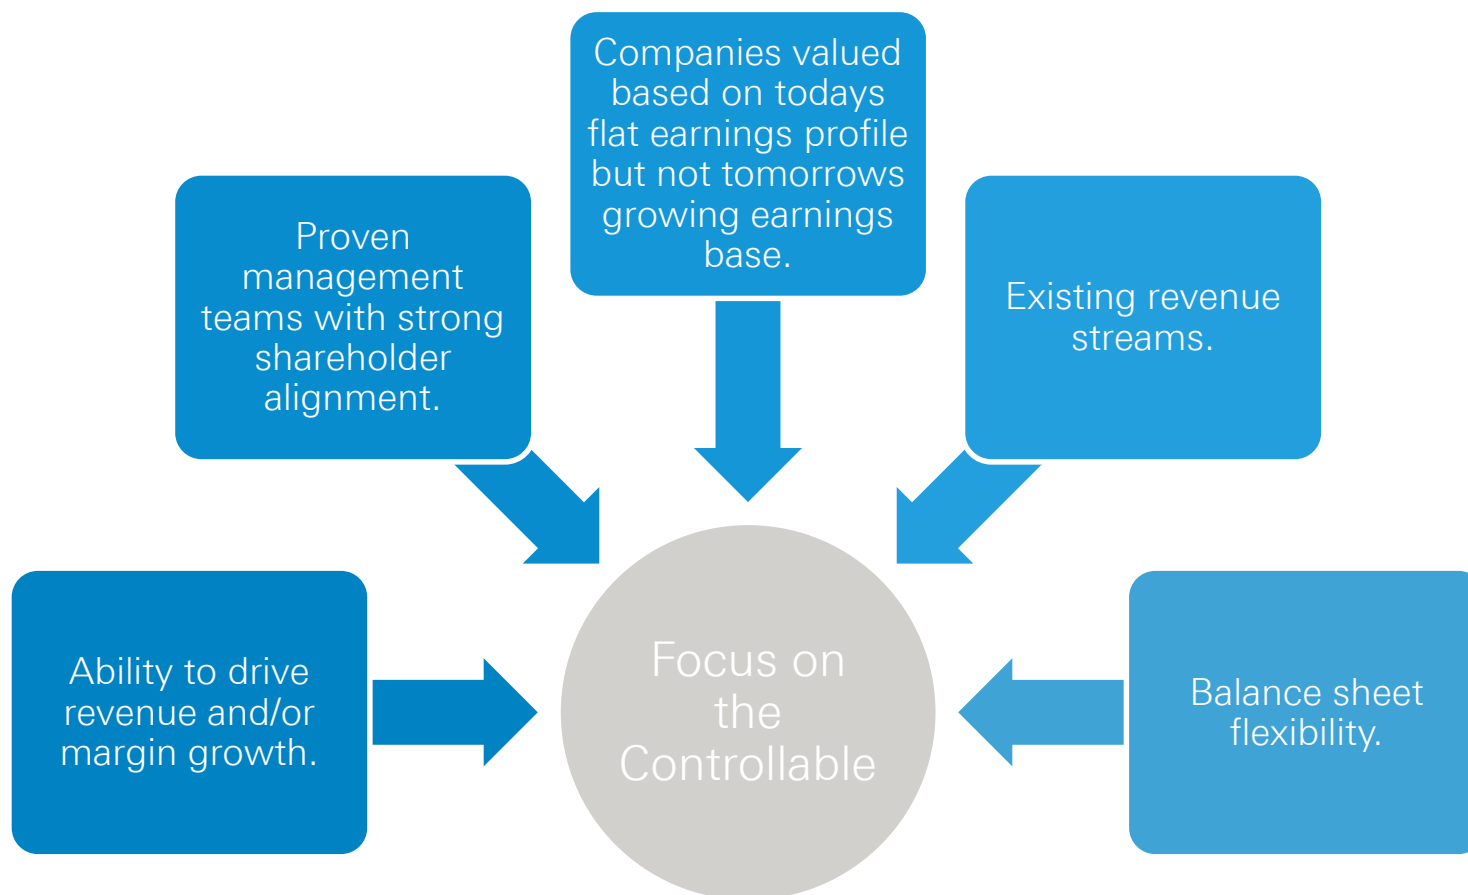 Companies valued
based on todays
flat earnings profile
but not tomorrows
growing earnings
base.
Proven
management
teams with strong
shareholder
alignment.
Existing revenue
streams.
Ability to drive
revenue and/or
margin growth.
Focus on
the
Controllable
Balance sheet
flexibility.